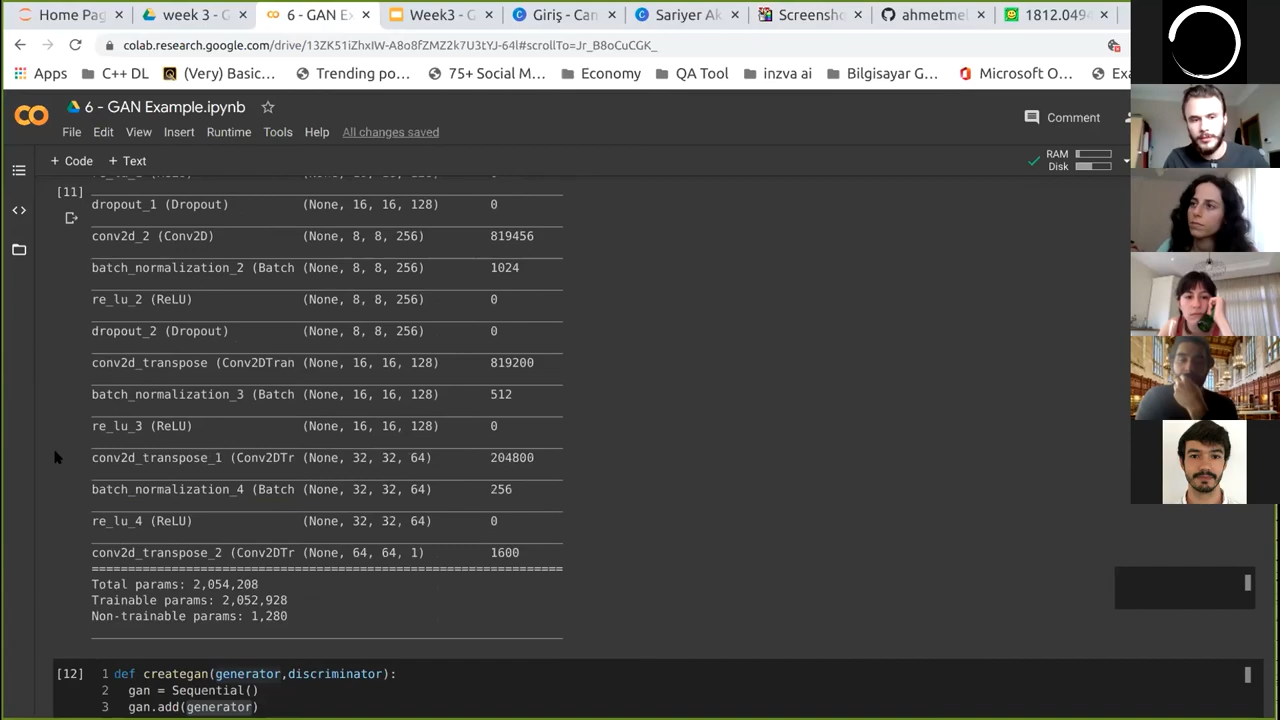 Home Pa
week 3 - G
6 - GAN Ex
Week3 - G
Giriş - Can
Sariyer Ak
Screensho
ahmetmel
1812.0494
colab.research.google.com/drive/13ZK51iZhxIW-A8o8fZMZ2k7U3tYJ-64l#scrollTo=Jr_B8oCuCGK_
Apps
C++ DL
(Very) Basic...
Trending po...
75+ Social M...
Economy
QA Tool
inzva ai
Bilgisayar G...
Microsoft O...
Exa
6 - GAN Example.ipynb
File Edit View Insert Runtime Tools Help All changes saved
Comment
+ Code + Text
RAM
Disk
[11]
dropout_1 (Dropout) (None, 16, 16, 128) 0
conv2d_2 (Conv2D) (None, 8, 8, 256) 819456
batch_normalization_2 (Batch (None, 8, 8, 256) 1024
re_lu_2 (ReLU) (None, 8, 8, 256) 0
dropout_2 (Dropout) (None, 8, 8, 256) 0
conv2d_transpose (Conv2DTran (None, 16, 16, 128) 819200
batch_normalization_3 (Batch (None, 16, 16, 128) 512
re_lu_3 (ReLU) (None, 16, 16, 128) 0
conv2d_transpose_1 (Conv2DTr (None, 32, 32, 64) 204800
batch_normalization_4 (Batch (None, 32, 32, 64) 256
re_lu_4 (ReLU) (None, 32, 32, 64) 0
conv2d_transpose_2 (Conv2DTr (None, 64, 64, 1) 1600
=================================================================
Total params: 2,054,208
Trainable params: 2,052,928
Non-trainable params: 1,280
[12] 1 def creategan(generator,discriminator):
2 gan = Sequential()
3 gan.add(generator)